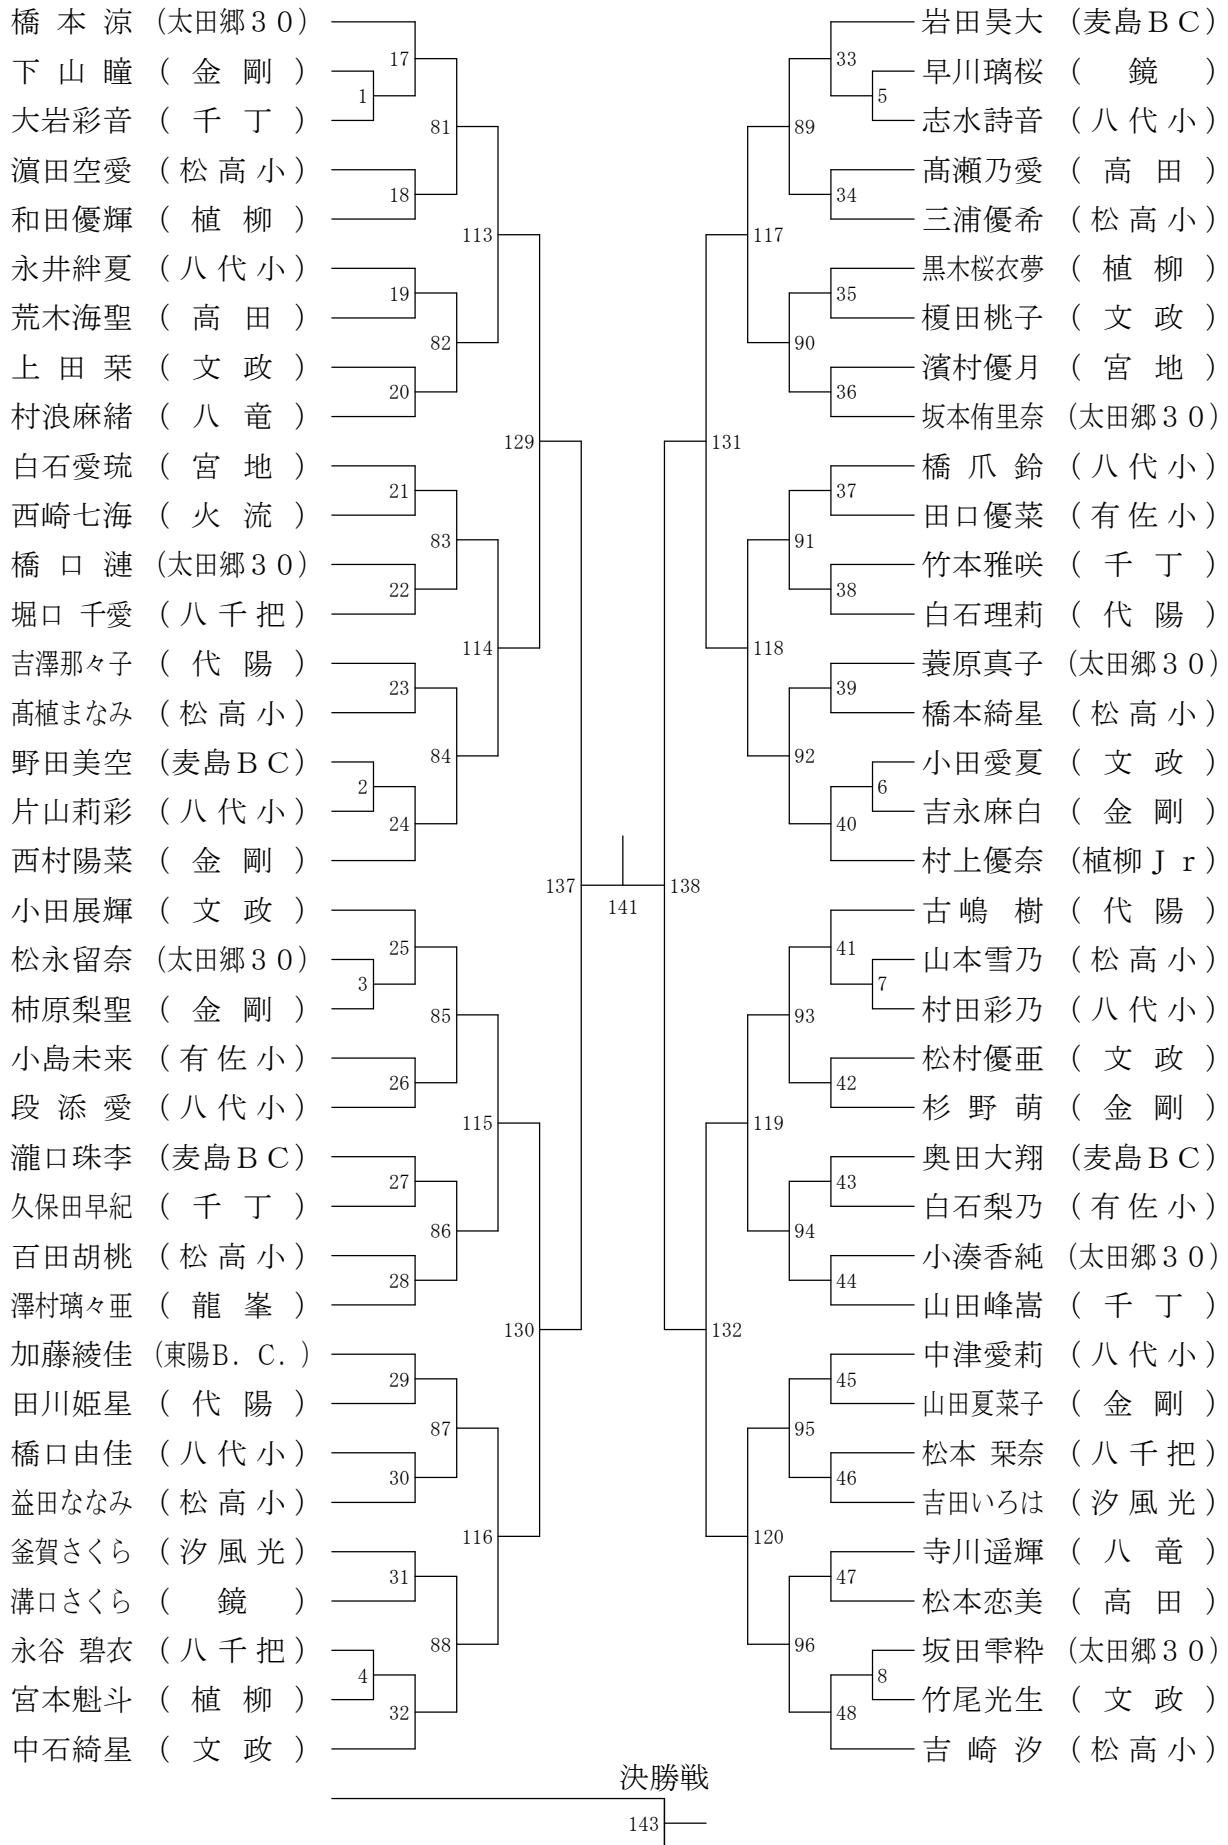 橋本涼 (太田郷30)
下山瞳 (金剛)
1
大岩彩音 (千丁)
17
濵田空愛 (松高小)
18
和田優輝 (植柳)
81
永井絆夏 (八代小)
19
荒木海聖 (高田)
82
上田栞 (文政)
20
村浪麻緒 (八竜)
113
白石愛琉 (宮地)
21
西崎七海 (火流)
83
橋口漣 (太田郷30)
22
堀口 千愛 (八千把)
114
吉澤那々子 (代陽)
23
髙植まなみ (松高小)
84
野田美空 (麦島BC)
2
片山莉彩 (八代小)
24
西村陽菜 (金剛)
129
137
小田展輝 (文政)
25
松永留奈 (太田郷30)
3
柿原梨聖 (金剛)
85
小島未来 (有佐小)
26
段添愛 (八代小)
115
瀧口珠李 (麦島BC)
27
久保田早紀 (千丁)
86
百田胡桃 (松高小)
28
澤村璃々亜 (龍峯)
130
加藤綾佳 (東陽B.C.)
29
田川姫星 (代陽)
87
橋口由佳 (八代小)
30
益田ななみ (松高小)
116
釜賀さくら (汐風光)
31
溝口さくら (鏡)
88
永谷 碧衣 (八千把)
4
宮本魁斗 (植柳)
32
中石綺星 (文政)
141
岩田昊大 (麦島BC)
33
早川璃桜 (鏡)
5
志水詩音 (八代小)
89
髙瀬乃愛 (高田)
34
三浦優希 (松高小)
117
黒木桜衣夢 (植柳)
35
榎田桃子 (文政)
90
濱村優月 (宮地)
36
坂本侑里奈 (太田郷30)
131
橋爪鈴 (八代小)
37
田口優菜 (有佐小)
91
竹本雅咲 (千丁)
38
白石理莉 (代陽)
118
蓑原真子 (太田郷30)
39
橋本綺星 (松高小)
92
小田愛夏 (文政)
6
吉永麻白 (金剛)
40
村上優奈 (植柳Jr)
138
古嶋樹 (代陽)
41
山本雪乃 (松高小)
7
村田彩乃 (八代小)
93
松村優亜 (文政)
42
杉野萌 (金剛)
119
奥田大翔 (麦島BC)
43
白石梨乃 (有佐小)
94
小湊香純 (太田郷30)
44
山田峰嵩 (千丁)
132
中津愛莉 (八代小)
45
山田夏菜子 (金剛)
95
松本 栞奈 (八千把)
46
吉田いろは (汐風光)
120
寺川遥輝 (八竜)
47
松本恋美 (高田)
96
坂田雫粋 (太田郷30)
8
竹尾光生 (文政)
48
吉崎汐 (松高小)
決勝戦
143